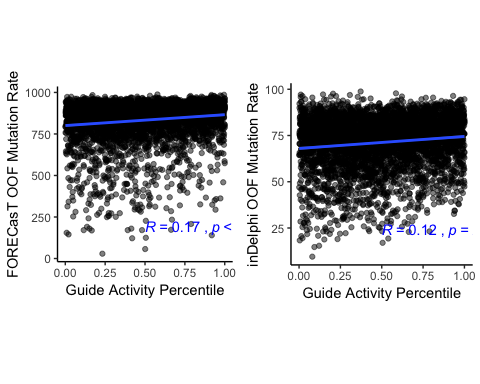 FORECasT OOF Mutation Rate
1000
750
500
250
0
R = 0.17 , p <
0.00 0.25 0.50 0.75 1.00
Guide Activity Percentile
inDelphi OOF Mutation Rate
100
75
50
25
R = 0.12 , p =
0.00 0.25 0.50 0.75 1.00
Guide Activity Percentile